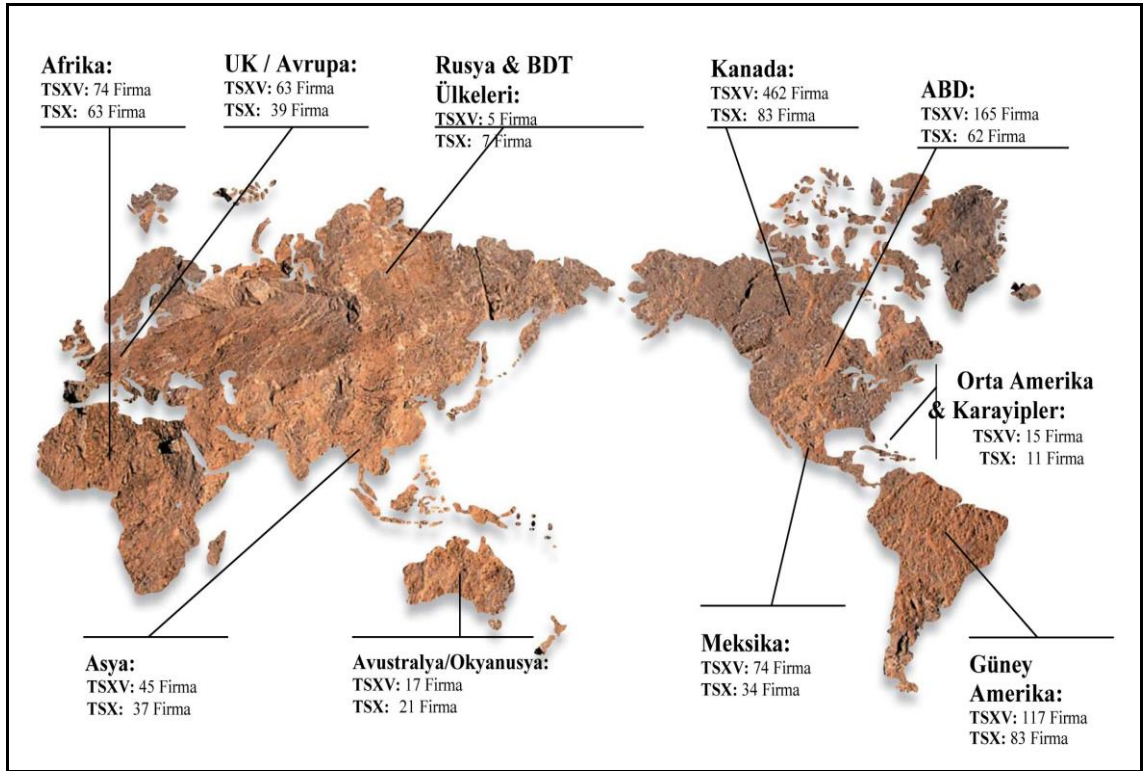 Afrika:
TSXV: 74 Firma
TSX: 63 Firma
UK / Avrupa:
TSXV: 63 Firma
TSX: 39 Firma
Rusya & BDT
Ülkeleri:
TSXV: 5 Firma
TSX: 7 Firma
Kanada:
TSXV: 462 Firma
TSX: 83 Firma
ABD:
TSXV: 165 Firma
TSX: 62 Firma
Orta Amerika
& Karayipler:
TSXV: 15 Firma
TSX: 11 Firma
Asya:
TSXV: 45 Firma
TSX: 37 Firma
Avustralya/Okyanusya:
TSXV: 17 Firma
TSX: 21 Firma
Meksika:
TSXV: 74 Firma
TSX: 34 Firma
Güney
Amerika:
TSXV: 117 Firma
TSX: 83 Firma